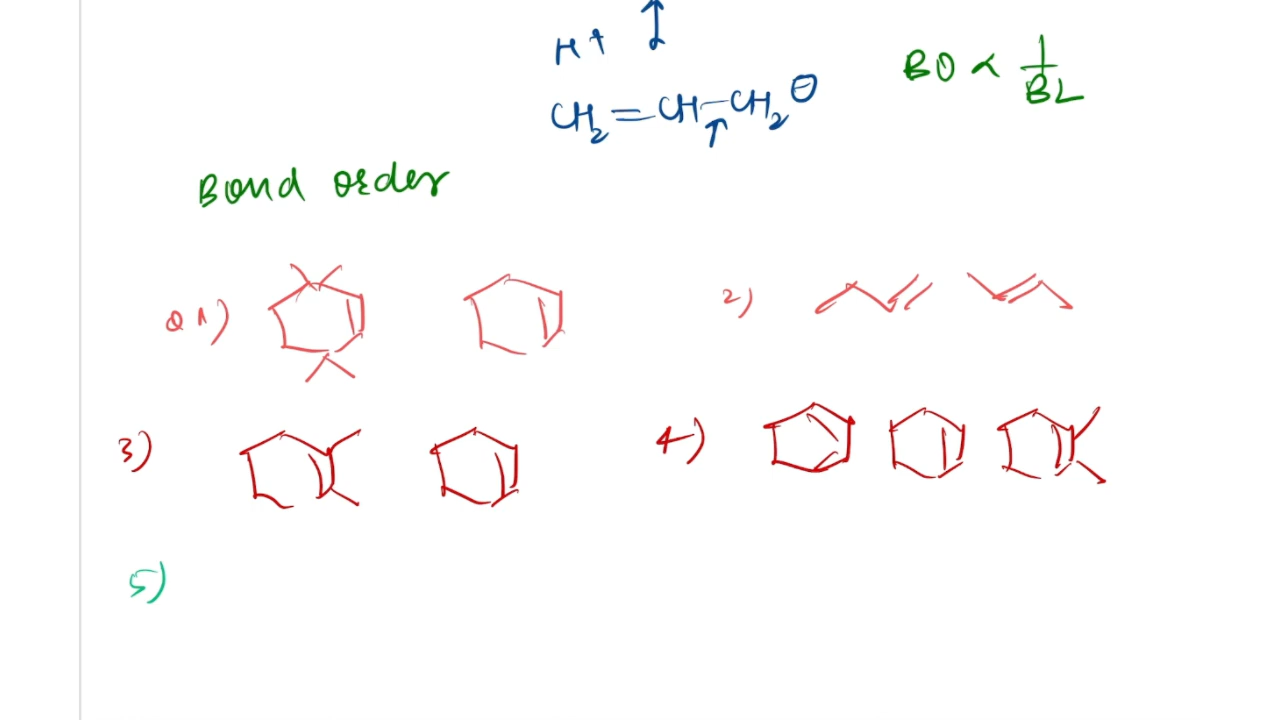 H+ ↕
CH2=CH-CH2⊖
↑
BO ∝ 1/BL
Bond order
Q1)
2)
3)
4)
5)